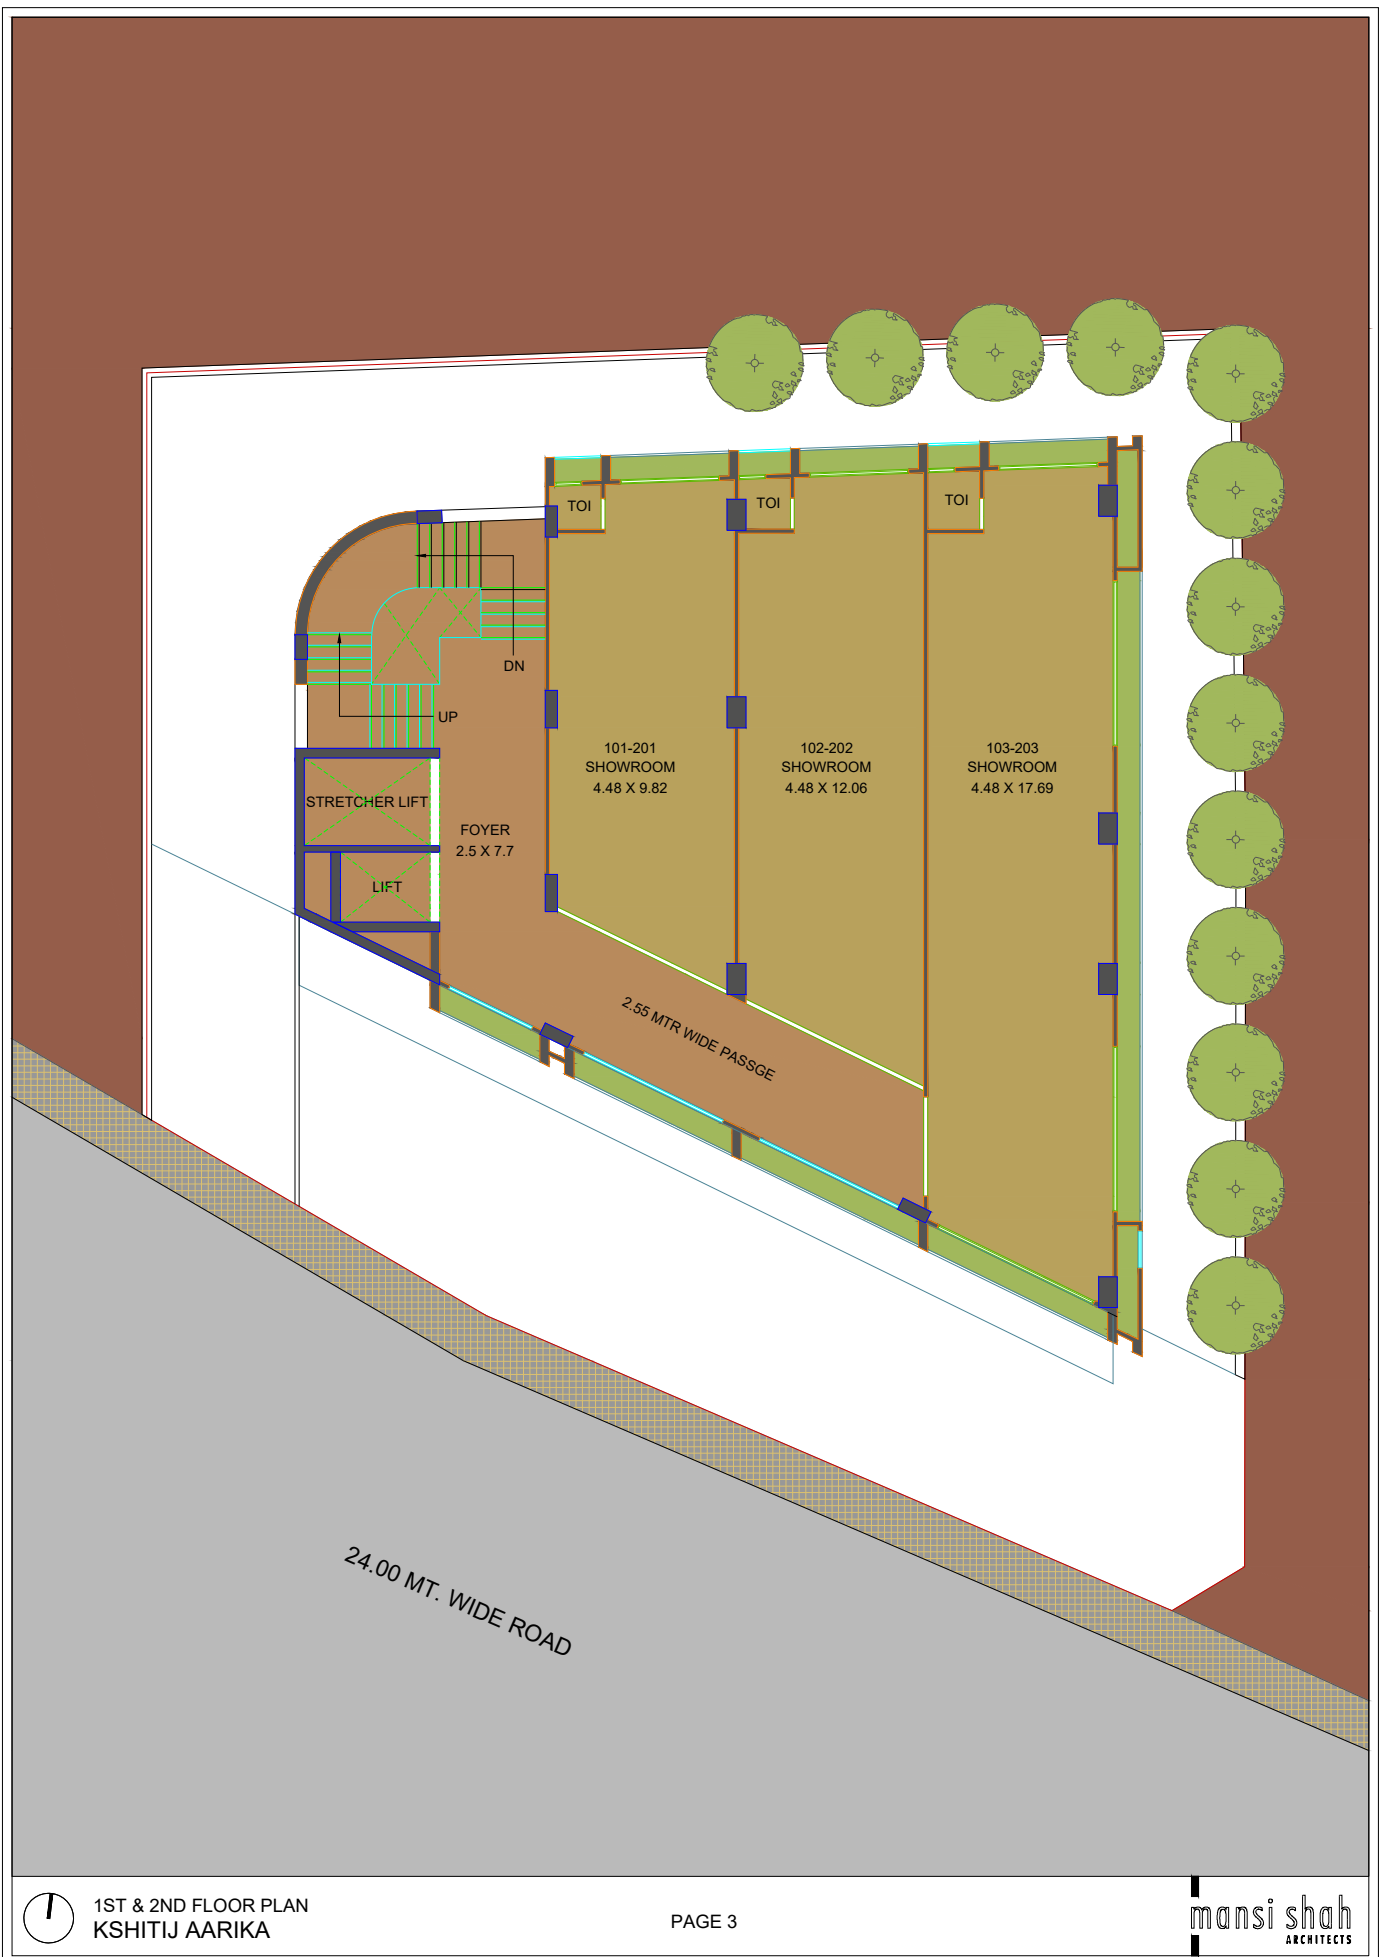 TOI
TOI
TOI
DN
UP
101-201
SHOWROOM
4.48 X 9.82
102-202
SHOWROOM
4.48 X 12.06
103-203
SHOWROOM
4.48 X 17.69
STRETCHER LIFT
FOYER
2.5 X 7.7
LIFT
2.55 MTR WIDE PASSGE
24.00 MT. WIDE ROAD
1ST & 2ND FLOOR PLAN
KSHITIJ AARIKA
PAGE 3
mansi shah
ARCHITECTS